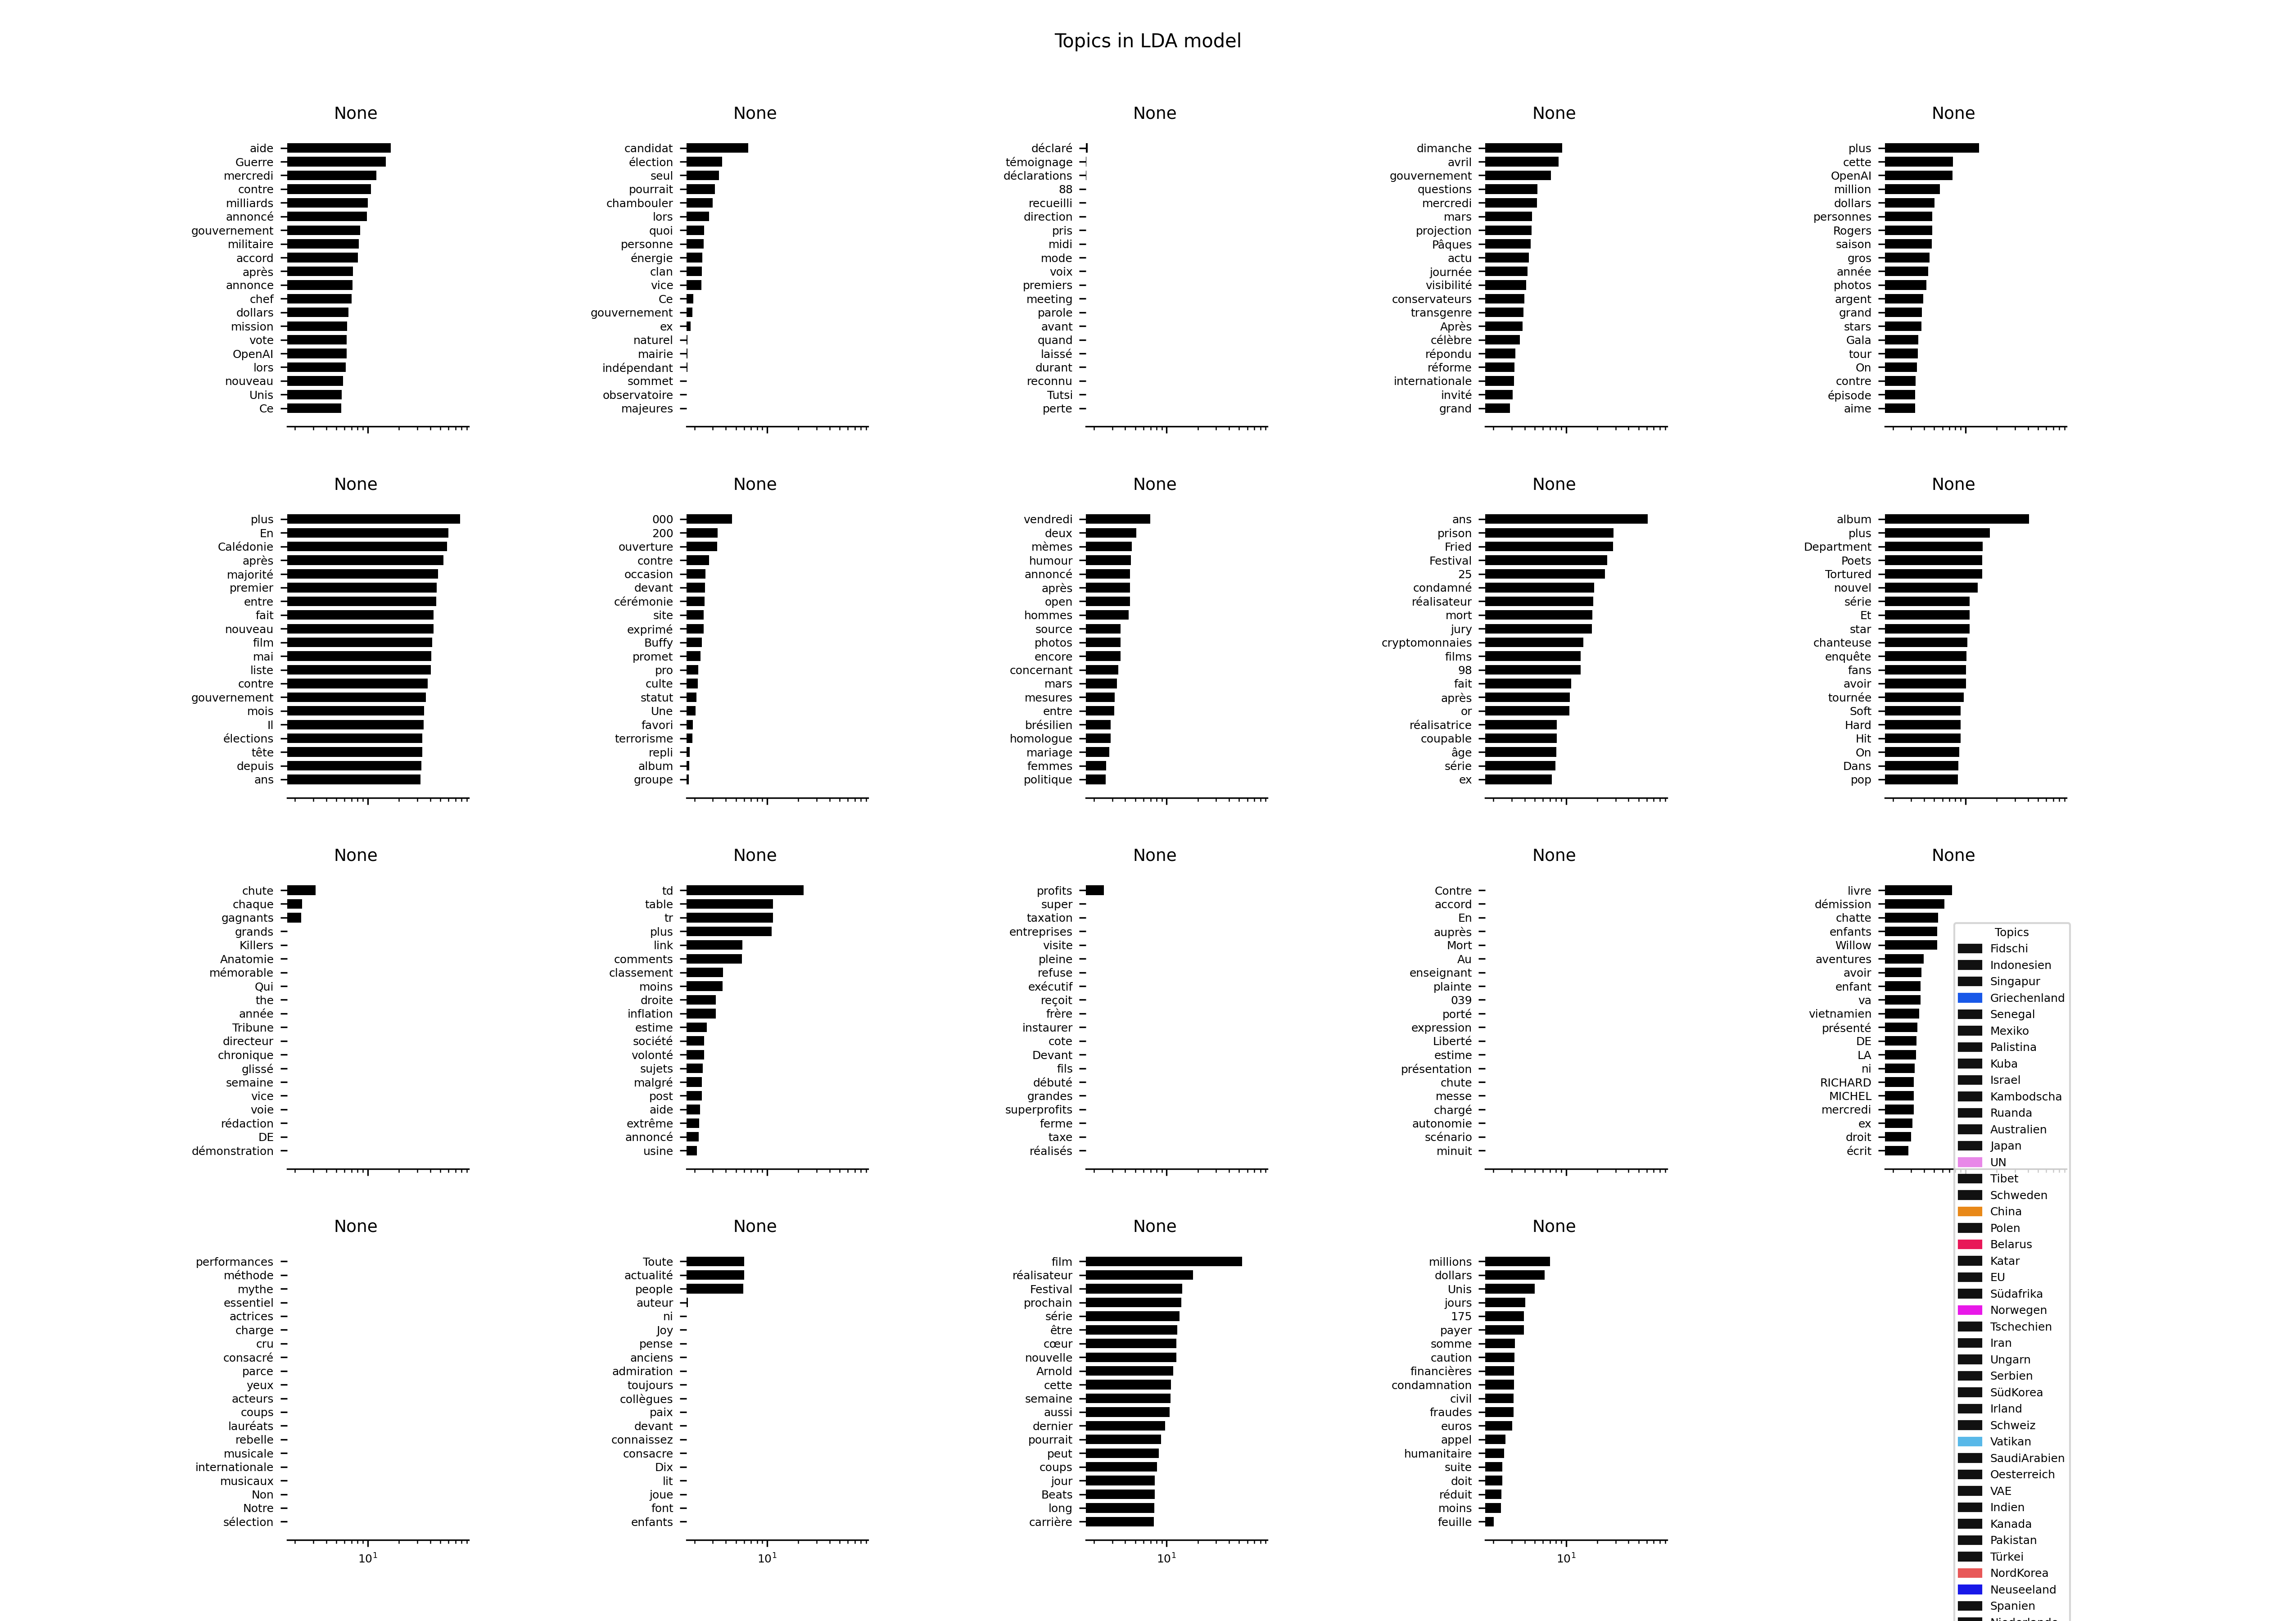 Topics in LDA model
None
aide
Guerre
mercredi
contre
milliards
annoncé
gouvernement
militaire
accord
après
annonce
chef
dollars
mission
vote
OpenAI
lors
nouveau
Unis
Ce
None
candidat
élection
seul
pourrait
chambouler
lors
quoi
personne
énergie
clan
vice
Ce
gouvernement
ex
naturel
mairie
indépendant
sommet
observatoire
majeures
None
déclaré
témoignage
déclarations
88
recueilli
direction
pris
midi
mode
voix
premiers
meeting
parole
avant
quand
laissé
durant
reconnu
Tutsi
perte
None
dimanche
avril
gouvernement
questions
mercredi
mars
projection
Pâques
actu
journée
visibilité
conservateurs
transgenre
Après
célèbre
répondu
réforme
internationale
invité
grand
None
plus
cette
OpenAI
million
dollars
personnes
Rogers
saison
gros
année
photos
argent
grand
stars
Gala
tour
On
contre
épisode
aime
None
plus
En
Calédonie
après
majorité
premier
entre
fait
nouveau
film
mai
liste
contre
gouvernement
mois
Il
élections
tête
depuis
ans
None
000
200
ouverture
contre
occasion
devant
cérémonie
site
exprimé
Buffy
promet
pro
culte
statut
Une
favori
terrorisme
repli
album
groupe
None
vendredi
deux
mèmes
humour
annoncé
après
open
hommes
source
photos
encore
concernant
mars
mesures
entre
brésilien
homologue
mariage
femmes
politique
None
ans
prison
Fried
Festival
25
condamné
réalisateur
mort
jury
cryptomonnaies
films
98
fait
après
or
réalisatrice
coupable
âge
série
ex
None
album
plus
Department
Poets
Tortured
nouvel
série
Et
star
chanteuse
enquête
fans
avoir
tournée
Soft
Hard
Hit
On
Dans
pop
None
chute
chaque
gagnants
grands
Killers
Anatomie
mémorable
Qui
the
année
Tribune
directeur
chronique
glissé
semaine
vice
voie
rédaction
DE
démonstration
None
td
table
tr
plus
link
comments
classement
moins
droite
inflation
estime
société
volonté
sujets
malgré
post
aide
extrême
annoncé
usine
None
profits
super
taxation
entreprises
visite
pleine
refuse
exécutif
reçoit
frère
instaurer
cote
Devant
fils
débuté
grandes
superprofits
ferme
taxe
réalisés
None
Contre
accord
En
auprès
Mort
Au
enseignant
plainte
039
porté
expression
Liberté
estime
présentation
chute
messe
chargé
autonomie
scénario
minuit
None
livre
démission
chatte
enfants
Willow
aventures
avoir
enfant
va
vietnamien
présenté
DE
LA
ni
RICHARD
MICHEL
mercredi
ex
droit
écrit
None
performances
méthode
mythe
essentiel
actrices
charge
cru
consacré
parce
yeux
acteurs
coups
lauréats
rebelle
musicale
internationale
musicaux
Non
Notre
sélection
10¹
None
Toute
actualité
people
auteur
ni
Joy
pense
anciens
admiration
toujours
collègues
paix
devant
connaissez
consacre
Dix
lit
joue
font
enfants
10¹
None
film
réalisateur
Festival
prochain
série
être
cœur
nouvelle
Arnold
cette
semaine
aussi
dernier
pourrait
peut
coups
jour
Beats
long
carrière
10¹
None
millions
dollars
Unis
jours
175
payer
somme
caution
financières
condamnation
civil
fraudes
euros
appel
humanitaire
suite
doit
réduit
moins
feuille
10¹
Topics
Fidschi
Indonesien
Singapur
Griechenland
Senegal
Mexiko
Palistina
Kuba
Israel
Kambodscha
Ruanda
Australien
Japan
UN
Tibet
Schweden
China
Polen
Belarus
Katar
EU
Südafrika
Norwegen
Tschechien
Iran
Ungarn
Serbien
SüdKorea
Irland
Schweiz
Vatikan
SaudiArabien
Oesterreich
VAE
Indien
Kanada
Pakistan
Türkei
NordKorea
Neuseeland
Spanien